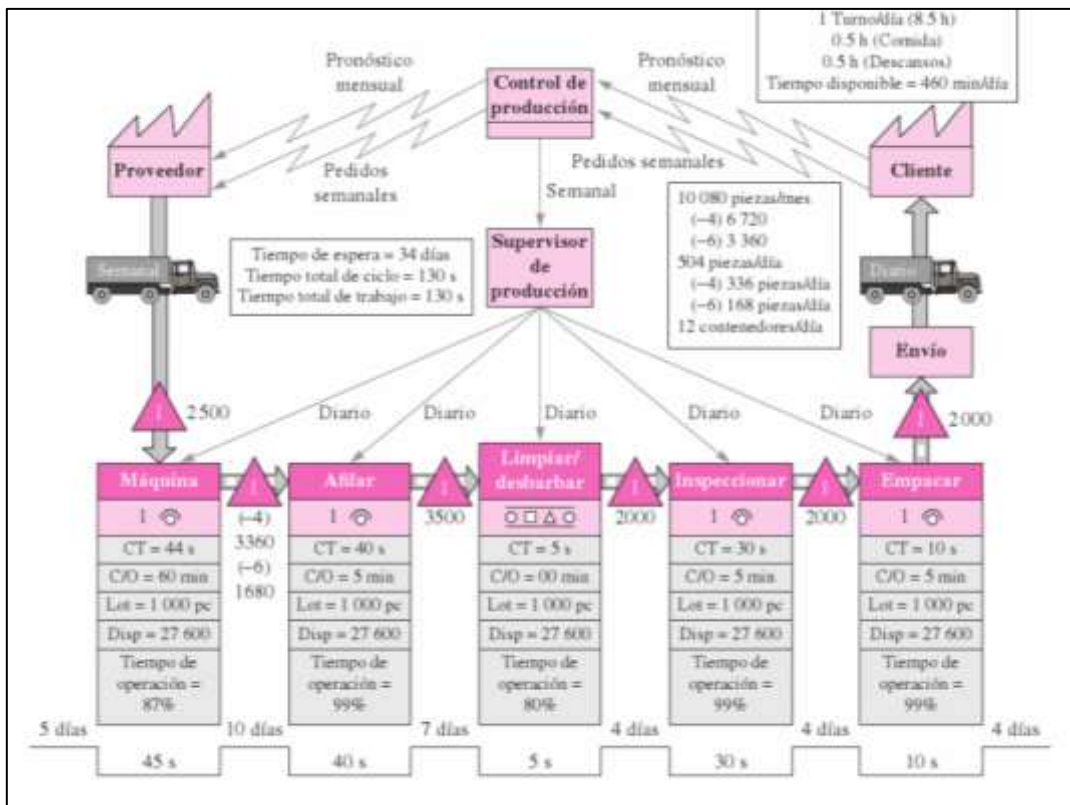 1 Turno/día (8.5 h)
0.5 h (Comida)
0.5 h (Descansos)
Tiempo disponible = 460 min/día
Pronóstico
mensual
Control de
producción
Pronóstico
mensual
Proveedor
Pedidos
semanales
Semanal
Pedidos semanales
Cliente
Semanal
Tiempo de espera = 34 días
Tiempo total de ciclo = 130 s
Tiempo total de trabajo = 130 s
Supervisor
de
producción
10 080 piezas/mes
(−4) 6 720
(−6) 3 360
504 piezas/día
(−4) 336 piezas/día
(−6) 168 piezas/día
12 contenedores/día
Diario
Envío
I
2500
Diario
Diario
Diario
Diario
Diario
I
2 000
Máquina
1
CT = 44 s
C/O = 60 min
Lot = 1 000 pc
Disp = 27 600
Tiempo de
operación =
87%
I
(−4)
3360
(−6)
1680
Afilar
1
CT = 40 s
C/O = 5 min
Lot = 1 000 pc
Disp = 27 600
Tiempo de
operación =
99%
I
3500
Limpiar/
desbarbar
CT = 5 s
C/O = 00 min
Lot = 1 000 pc
Disp = 27 600
Tiempo de
operación =
80%
I
2000
Inspeccionar
1
CT = 30 s
C/O = 5 min
Lot = 1 000 pc
Disp = 27 600
Tiempo de
operación =
99%
I
2000
Empacar
1
CT = 10 s
C/O = 5 min
Lot = 1 000 pc
Disp = 27 600
Tiempo de
operación =
99%
5 días
10 días
7 días
4 días
4 días
4 días
45 s
40 s
5 s
30 s
10 s